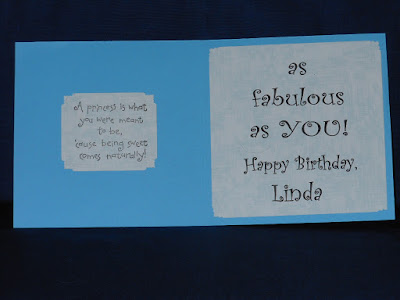 A princess is what
you were meant
to be,
'cause being sweet
comes naturally!
as
fabulous
as YOU!
Happy Birthday,
Linda